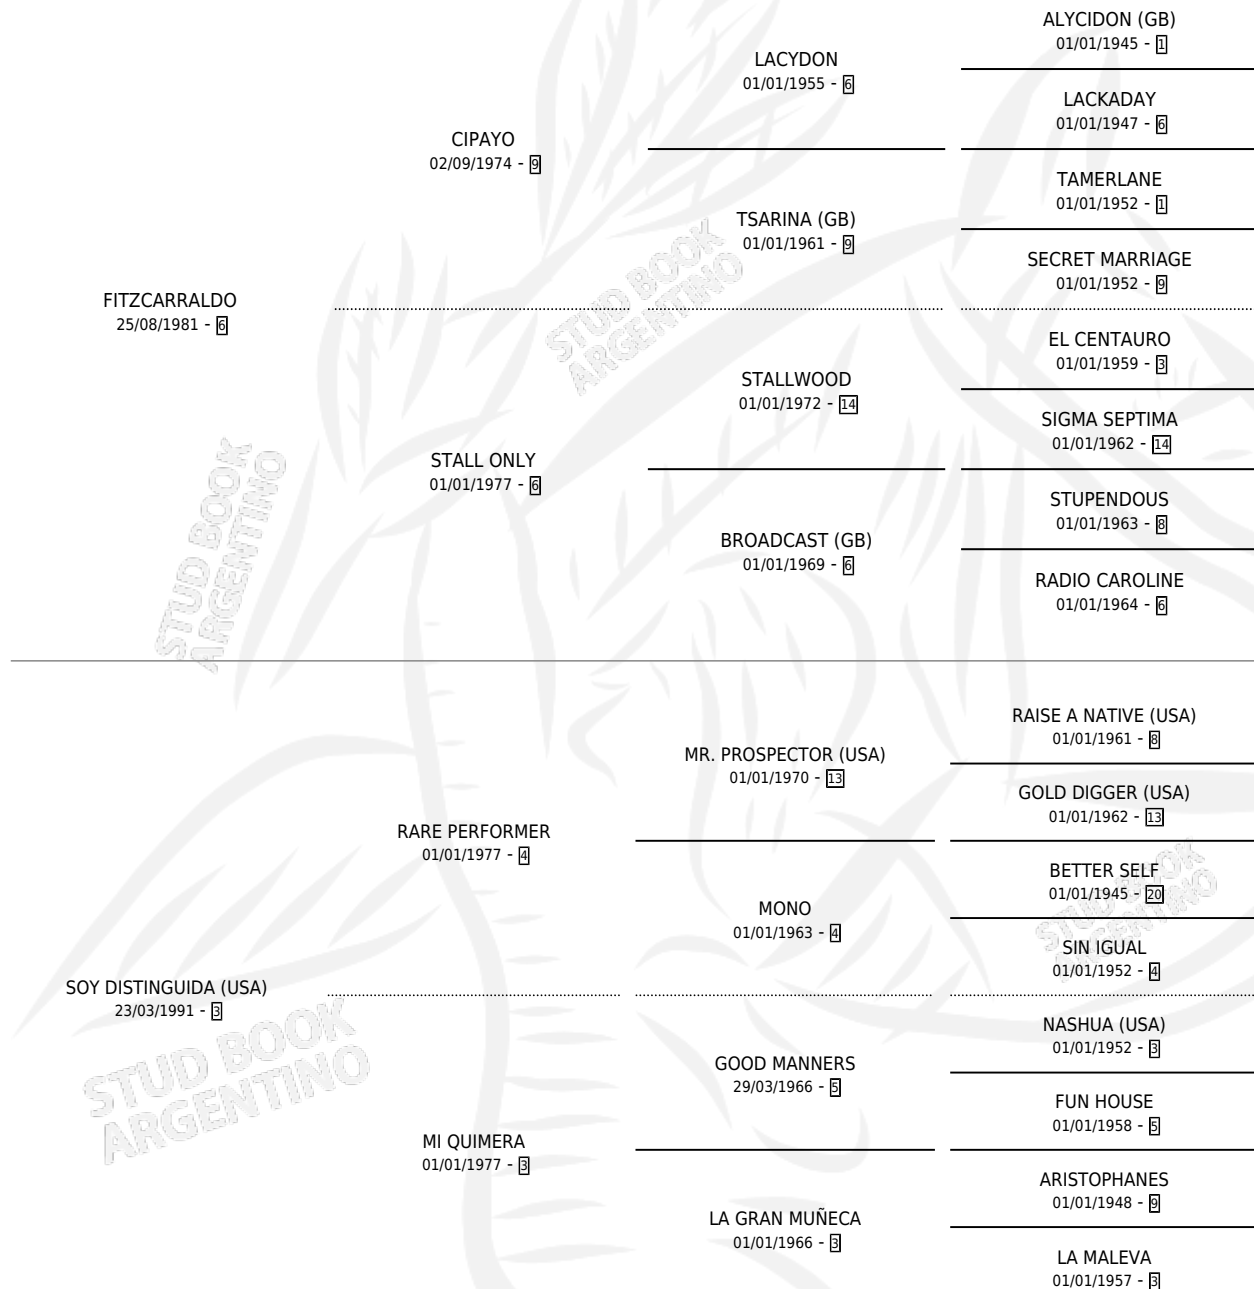 ALYCIDON (GB)
01/01/1945 - 1
LACYDON
01/01/1955 - 6
LACKADAY
01/01/1947 - 6
CIPAYO
02/09/1974 - 9
TAMERLANE
01/01/1952 - 1
TSARINA (GB)
01/01/1961 - 9
SECRET MARRIAGE
01/01/1952 - 9
FITZCARRALDO
25/08/1981 - 6
EL CENTAURO
01/01/1959 - 3
STALLWOOD
01/01/1972 - 14
SIGMA SEPTIMA
01/01/1962 - 14
STALL ONLY
01/01/1977 - 6
STUPENDOUS
01/01/1963 - 8
BROADCAST (GB)
01/01/1969 - 6
RADIO CAROLINE
01/01/1964 - 6
RAISE A NATIVE (USA)
01/01/1961 - 8
MR. PROSPECTOR (USA)
01/01/1970 - 13
GOLD DIGGER (USA)
01/01/1962 - 13
RARE PERFORMER
01/01/1977 - 4
BETTER SELF
01/01/1945 - 20
MONO
01/01/1963 - 4
SIN IGUAL
01/01/1952 - 4
SOY DISTINGUIDA (USA)
23/03/1991 - 3
NASHUA (USA)
01/01/1952 - 3
GOOD MANNERS
29/03/1966 - 5
FUN HOUSE
01/01/1958 - 5
MI QUIMERA
01/01/1977 - 3
ARISTOPHANES
01/01/1948 - 9
LA GRAN MUÑECA
01/01/1966 - 3
LA MALEVA
01/01/1957 - 3
STUD BOOK
ARGENTINO
STUD BOOK
ARGENTINO
STUD BOOK
ARGENTINO
STUD BOOK
ARGENTINO